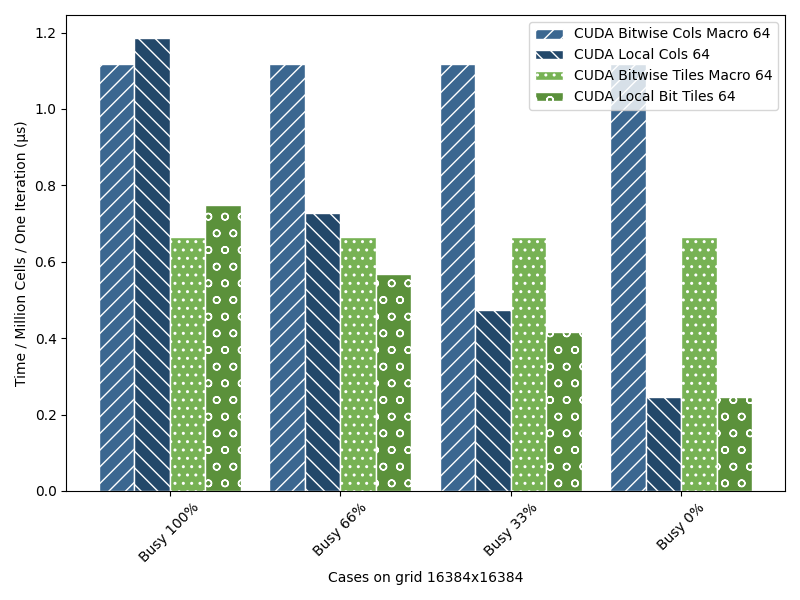 CUDA Bitwise Cols Macro 64
CUDA Local Cols 64
CUDA Bitwise Tiles Macro 64
CUDA Local Bit Tiles 64
Time / Million Cells / One Iteration (µs)
1.2
1.0
0.8
0.6
0.4
0.2
0.0
Busy 100%
Busy 66%
Busy 33%
Busy 0%
Cases on grid 16384x16384